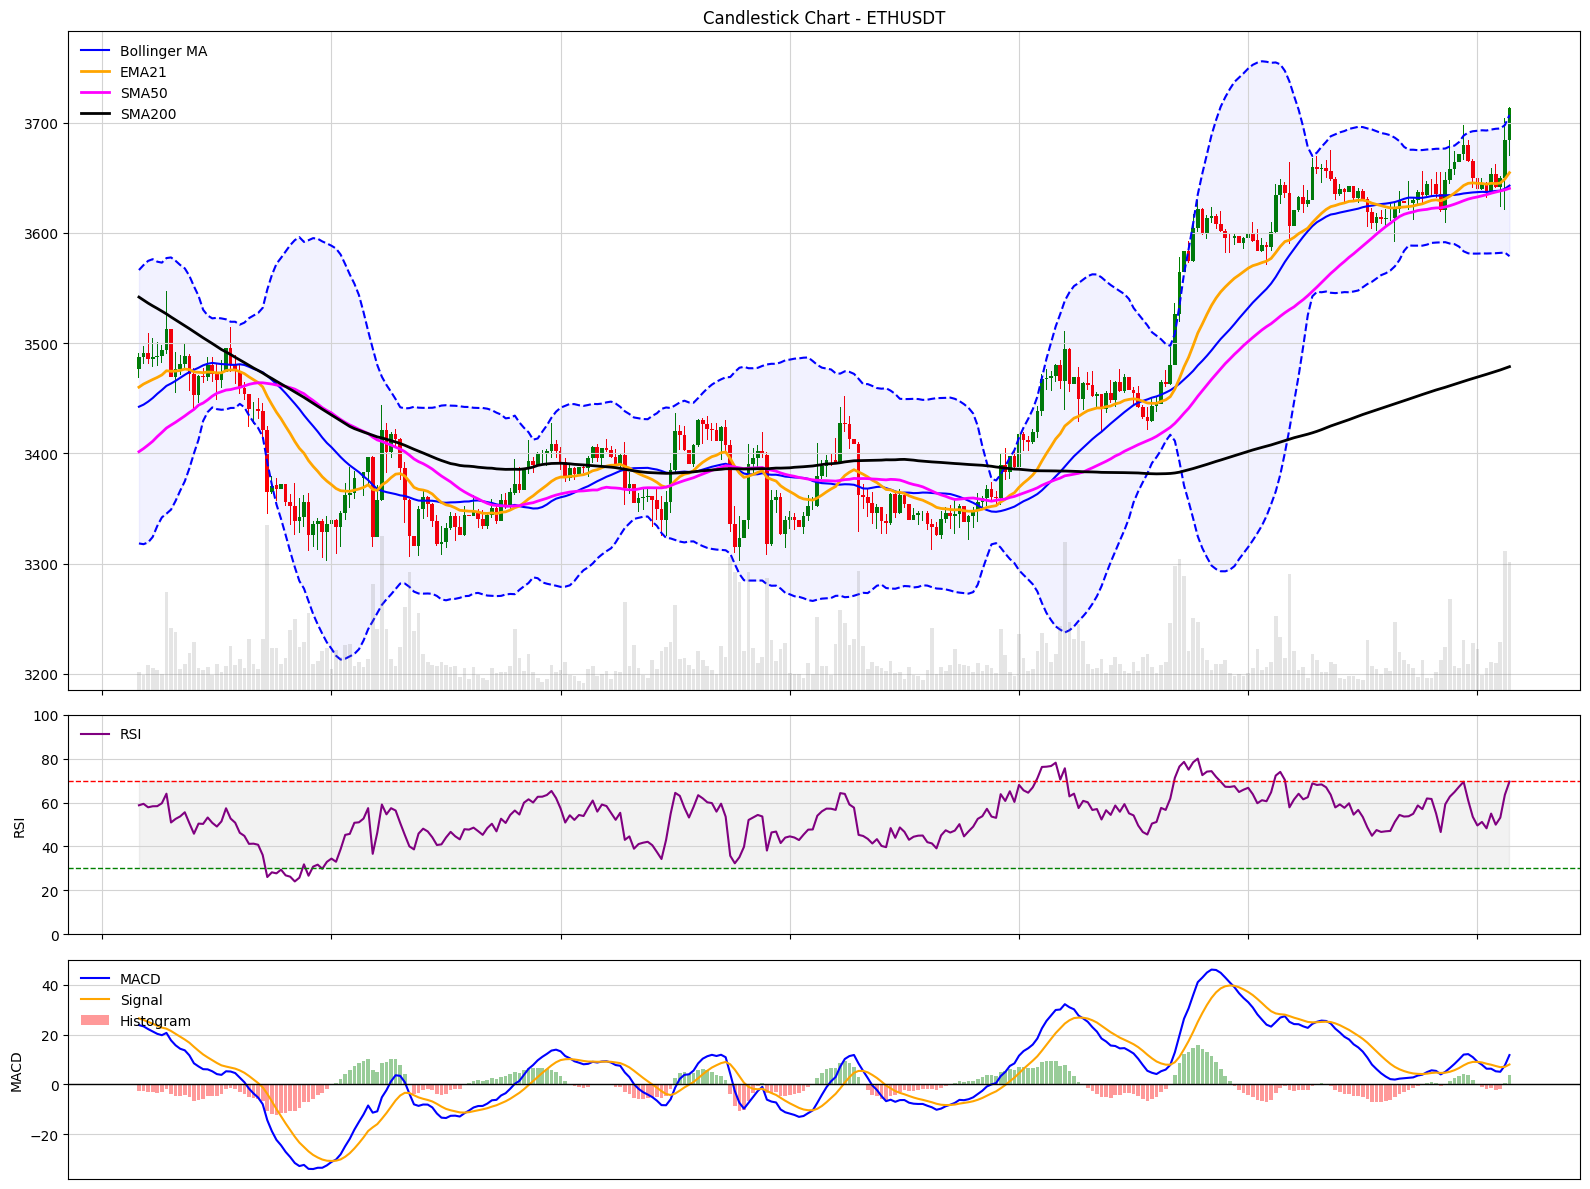 Candlestick Chart - ETHUSDT
Bollinger MA
EMA21
SMA50
SMA200
3700
3600
3500
3400
3300
3200
RSI
100
80
60
40
20
0
RSI
MACD
Signal
Histogram
40
20
0
−20
MACD